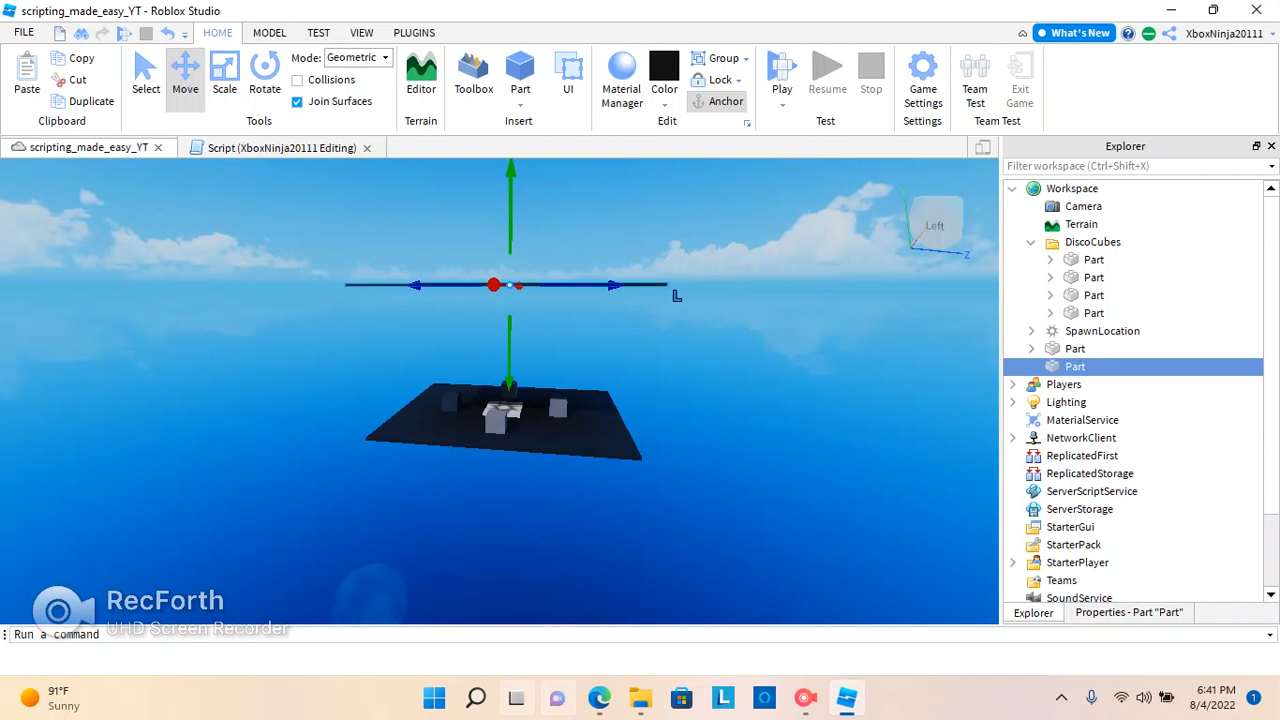 scripting_made_easy_YT - Roblox Studio
FILE HOME MODEL TEST VIEW PLUGINS What's New XboxNinja20111
Copy Cut Duplicate Paste Clipboard
Select Move Scale Rotate Mode: Geometric Collisions Join Surfaces Tools
Editor Terrain
Toolbox Part UI Insert
Material Manager Color Group Lock Anchor Edit
Play Resume Stop Test
Game Settings Settings
Team Test Exit Game Team Test
scripting_made_easy_YT
Script (XboxNinja20111 Editing)
Explorer
Filter workspace (Ctrl+Shift+X)
Workspace
Camera
Terrain
DiscoCubes
Part
Part
Part
Part
SpawnLocation
Part
Part
Players
Lighting
MaterialService
NetworkClient
ReplicatedFirst
ReplicatedStorage
ServerScriptService
ServerStorage
StarterGui
StarterPack
StarterPlayer
Teams
SoundService
Explorer Properties - Part "Part"
Left
Z
L
RecForth
UHD Screen Recorder
Run a command
91°F
Sunny
6:41 PM
8/4/2022
1